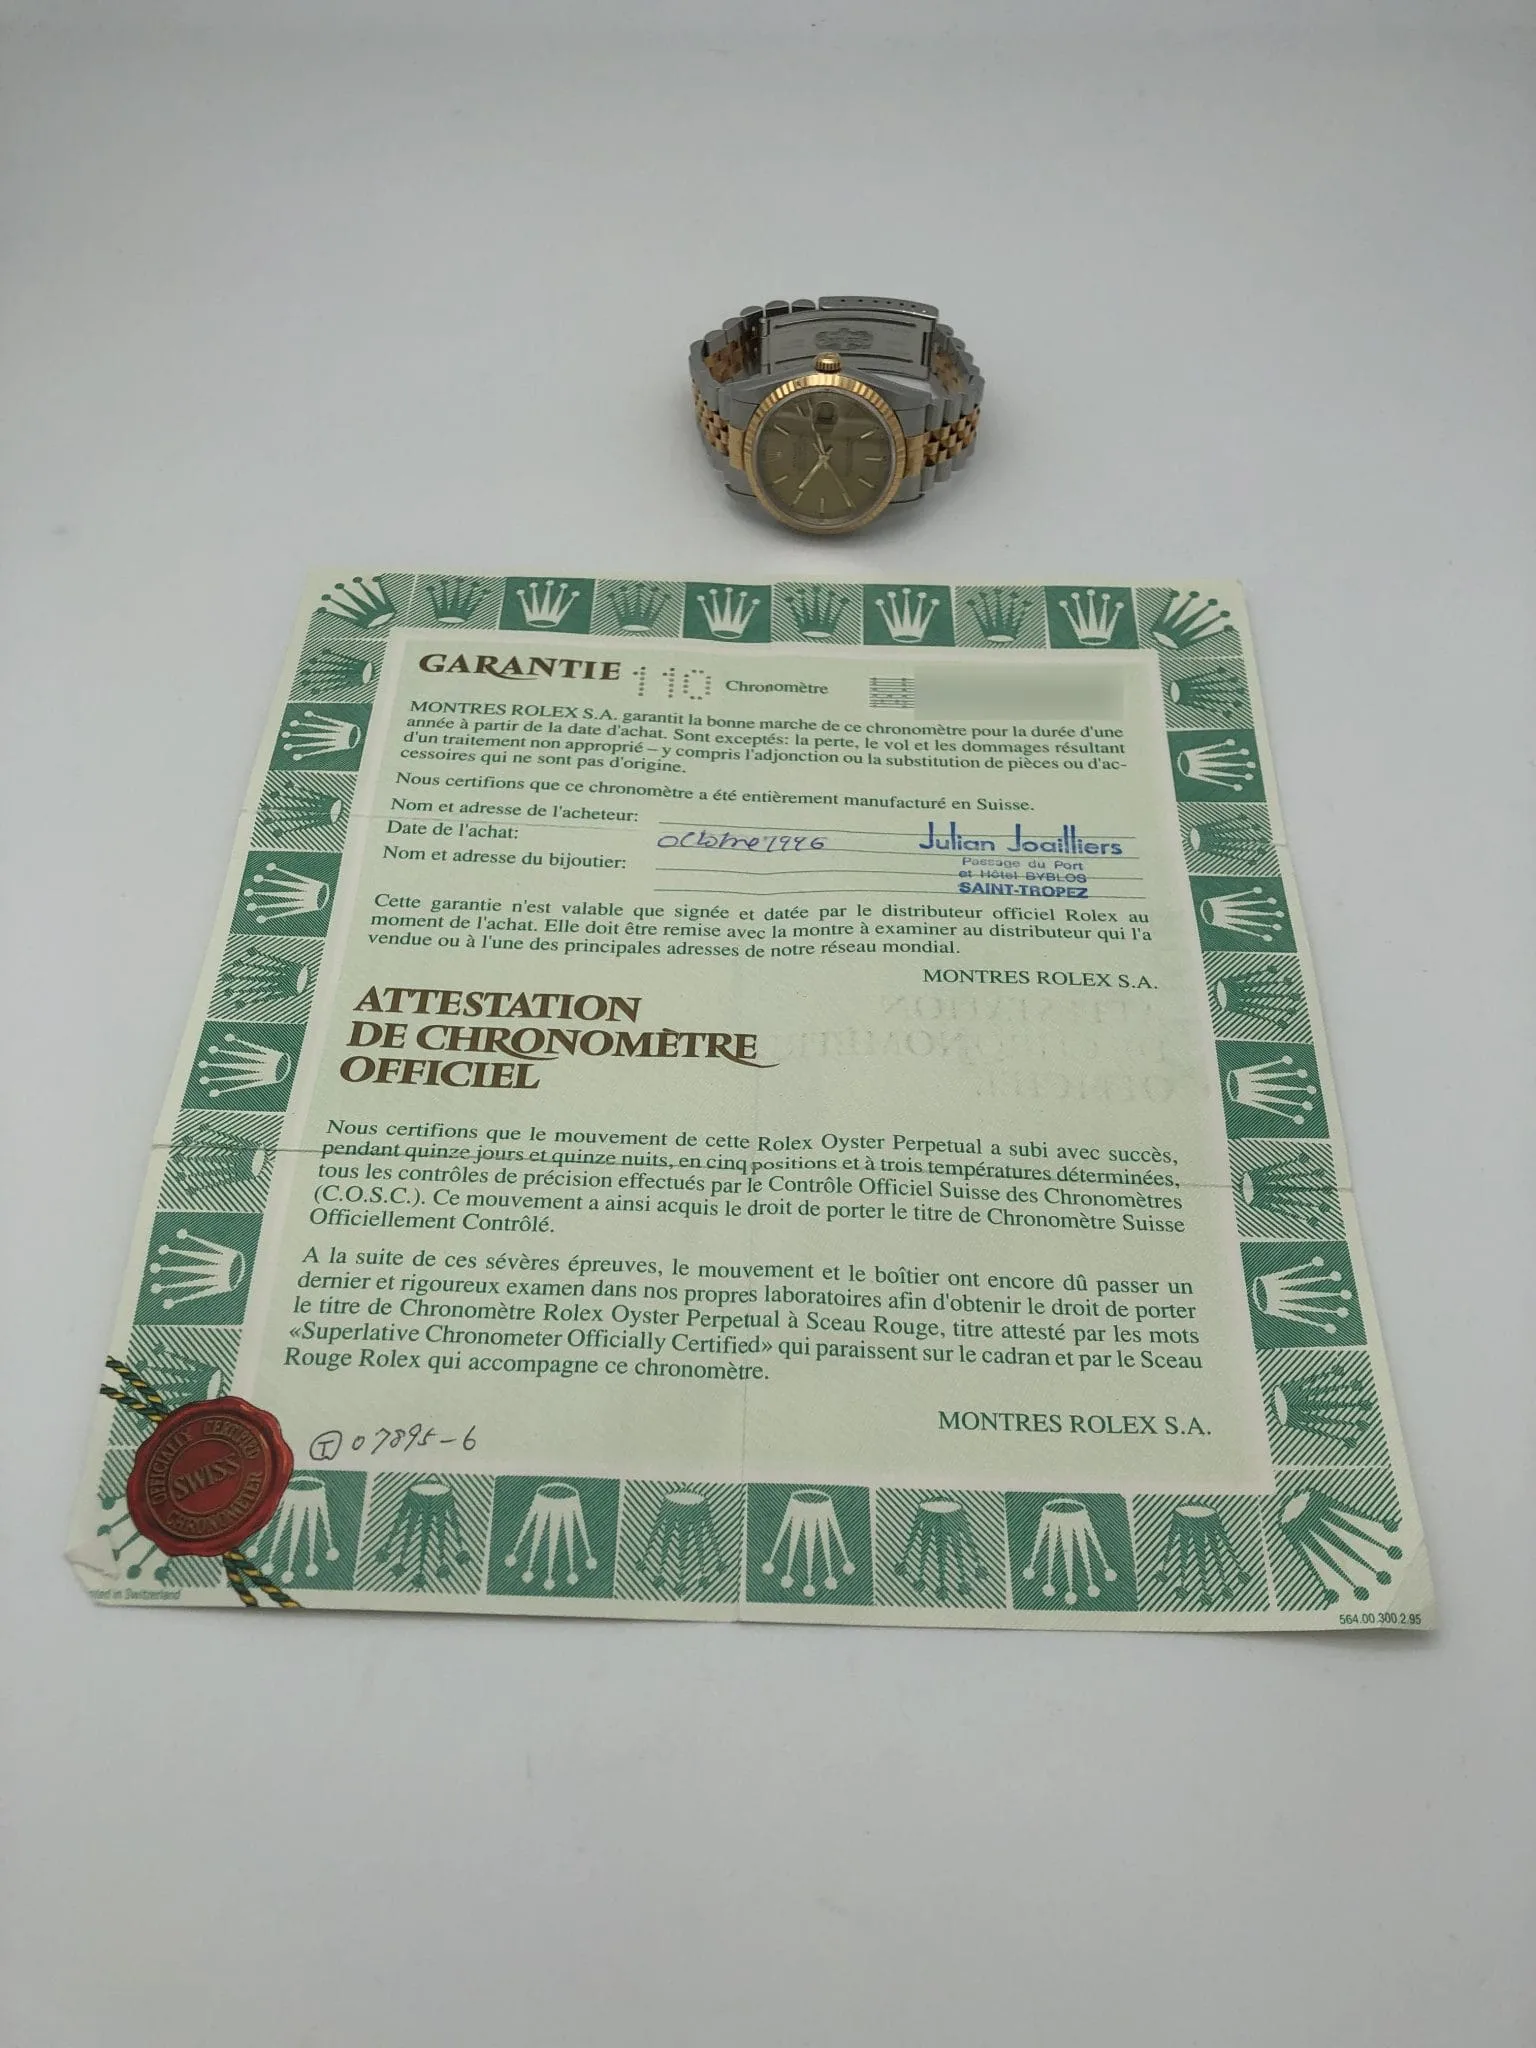 GARANTIE 110 Chronomètre
MONTRES ROLEX S.A. garantit la bonne marche de ce chronomètre pour la durée d'une
année à partir de la date d'achat. Sont exceptés: la perte, le vol et les dommages résultant
d'un traitement non approprié – y compris l'adjonction ou la substitution de pièces ou d'ac-
cessoires qui ne sont pas d'origine.
Nous certifions que ce chronomètre a été entièrement manufacturé en Suisse.
Nom et adresse de l'acheteur:
Date de l'achat: octobre 1996
Nom et adresse du bijoutier:
Julian Joailliers
Passage du Port
et Hôtel BYBLOS
SAINT-TROPEZ
Cette garantie n'est valable que signée et datée par le distributeur officiel Rolex au
moment de l'achat. Elle doit être remise avec la montre à examiner au distributeur qui l'a
vendue ou à l'une des principales adresses de notre réseau mondial.
MONTRES ROLEX S.A.
ATTESTATION
DE CHRONOMÈTRE
OFFICIEL
Nous certifions que le mouvement de cette Rolex Oyster Perpetual a subi avec succès,
pendant quinze jours et quinze nuits, en cinq positions et à trois températures déterminées,
tous les contrôles de précision effectués par le Contrôle Officiel Suisse des Chronomètres
(C.O.S.C.). Ce mouvement a ainsi acquis le droit de porter le titre de Chronomètre Suisse
Officiellement Contrôlé.
A la suite de ces sévères épreuves, le mouvement et le boîtier ont encore dû passer un
dernier et rigoureux examen dans nos propres laboratoires afin d'obtenir le droit de porter
le titre de Chronomètre Rolex Oyster Perpetual à Sceau Rouge, titre attesté par les mots
«Superlative Chronometer Officially Certified» qui paraissent sur le cadran et par le Sceau
Rouge Rolex qui accompagne ce chronomètre.
MONTRES ROLEX S.A.
I 07895-6
OFFICIALLY CERTIFIED
SWISS
CHRONOMETER
in Switzerland
564.00.300.2.95